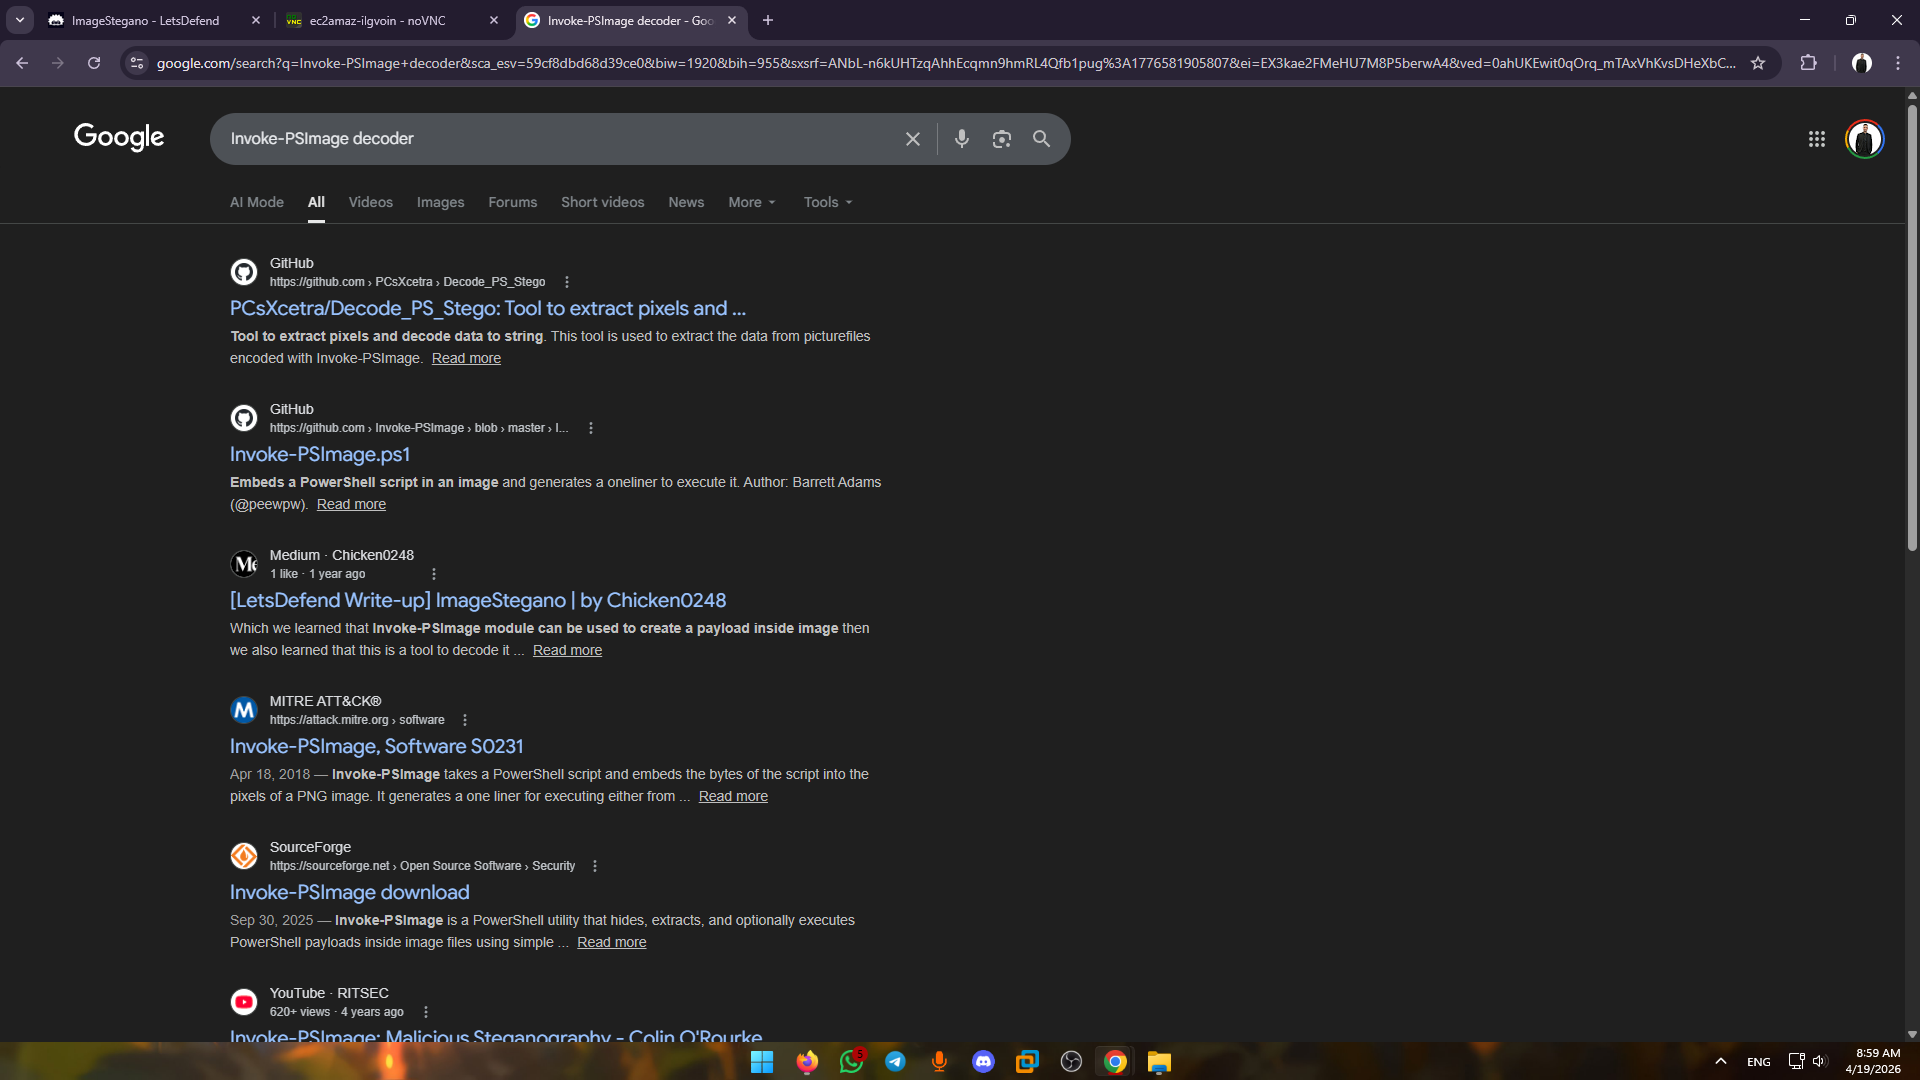 ImageStegano - LetsDefend
ec2amaz-ilgvoin - noVNC
Invoke-PSImage decoder - Goo
google.com/search?q=Invoke-PSImage+decoder&sca_esv=59cf8dbd68d39ce0&biw=1920&bih=955&sxsrf=ANbL-n6kUHTzqAhhEcqmn9hmRL4Qfb1pug%3A1776581905807&ei=EX3kae2FMeHU7M8P5berwA4&ved=0ahUKEwit0qOrq_mTAxVhKvsDHeXbC...
Google
Invoke-PSImage decoder
AI Mode
All
Videos
Images
Forums
Short videos
News
More
Tools
GitHub
https://github.com › PCsXcetra › Decode_PS_Stego
PCsXcetra/Decode_PS_Stego: Tool to extract pixels and ...
Tool to extract pixels and decode data to string. This tool is used to extract the data from picturefiles
encoded with Invoke-PSImage. Read more
GitHub
https://github.com › Invoke-PSImage › blob › master › I...
Invoke-PSImage.ps1
Embeds a PowerShell script in an image and generates a oneliner to execute it. Author: Barrett Adams
(@peewpw). Read more
Medium · Chicken0248
1 like · 1 year ago
[LetsDefend Write-up] ImageStegano | by Chicken0248
Which we learned that Invoke-PSImage module can be used to create a payload inside image then
we also learned that this is a tool to decode it ... Read more
MITRE ATT&CK®
https://attack.mitre.org › software
Invoke-PSImage, Software S0231
Apr 18, 2018 — Invoke-PSImage takes a PowerShell script and embeds the bytes of the script into the
pixels of a PNG image. It generates a one liner for executing either from ... Read more
SourceForge
https://sourceforge.net › Open Source Software › Security
Invoke-PSImage download
Sep 30, 2025 — Invoke-PSImage is a PowerShell utility that hides, extracts, and optionally executes
PowerShell payloads inside image files using simple ... Read more
YouTube · RITSEC
620+ views · 4 years ago
Invoke-PSImage: Malicious Steganography - Colin O'Rourke
5
ENG
8:59 AM
4/19/2026